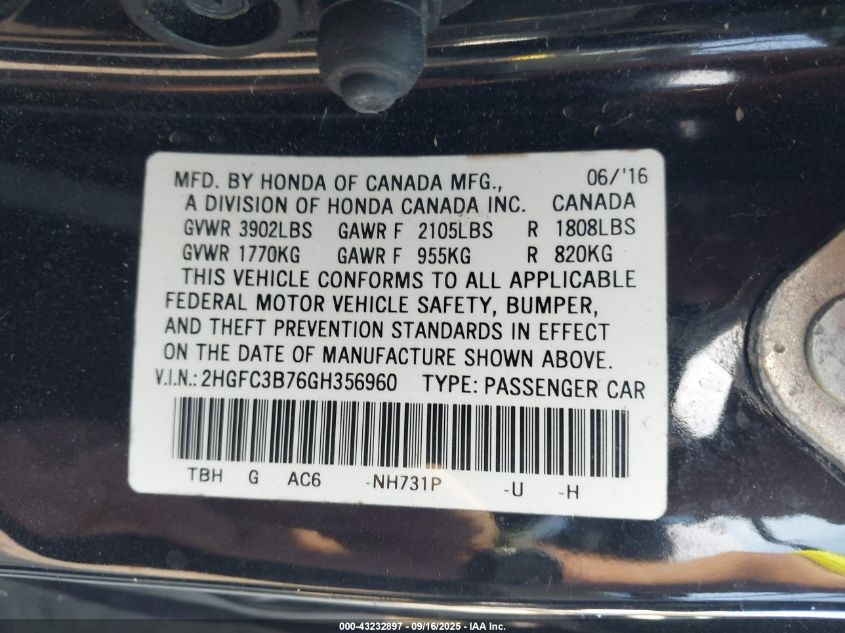 MFD. BY HONDA OF CANADA MFG., 06/'16
A DIVISION OF HONDA CANADA INC. CANADA
GVWR 3902LBS GAWR F 2105LBS R 1808LBS
GVWR 1770KG GAWR F 955KG R 820KG
THIS VEHICLE CONFORMS TO ALL APPLICABLE
FEDERAL MOTOR VEHICLE SAFETY, BUMPER,
AND THEFT PREVENTION STANDARDS IN EFFECT
ON THE DATE OF MANUFACTURE SHOWN ABOVE.
V.I.N.: 2HGFC3B76GH356960 TYPE: PASSENGER CAR
TBH G AC6 -NH731P -U -H
000-43232897 - 09/16/2025 - IAA Inc.